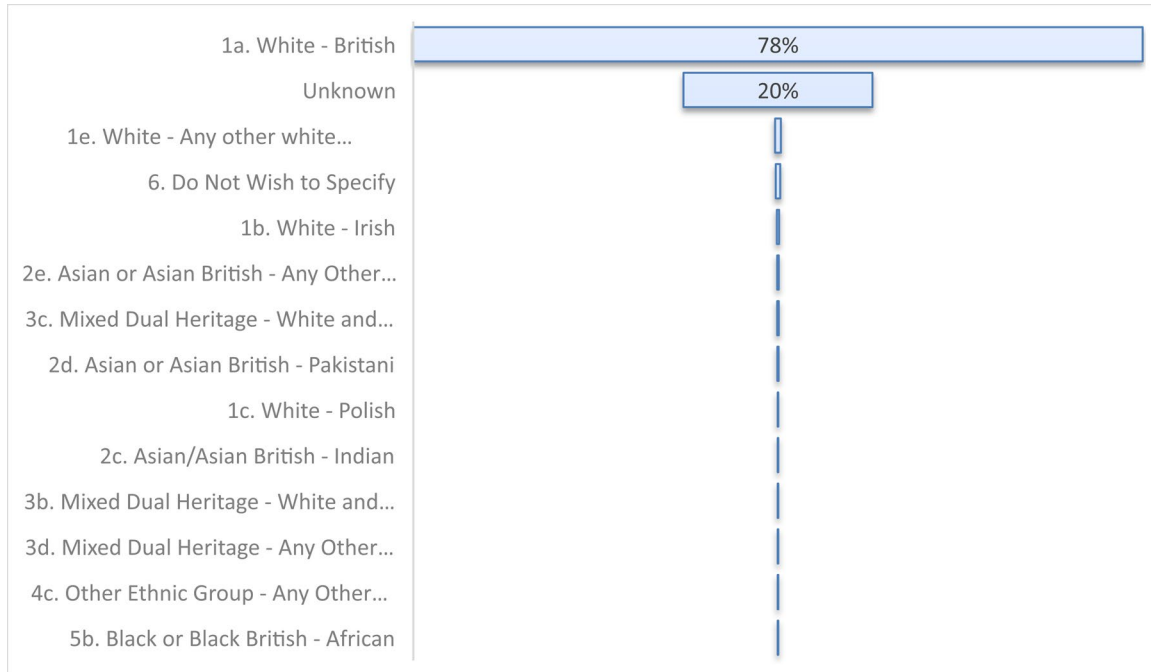 1a. White - British 78%
Unknown 20%
1e. White - Any other white...
6. Do Not Wish to Specify
1b. White - Irish
2e. Asian or Asian British - Any Other...
3c. Mixed Dual Heritage - White and...
2d. Asian or Asian British - Pakistani
1c. White - Polish
2c. Asian/Asian British - Indian
3b. Mixed Dual Heritage - White and...
3d. Mixed Dual Heritage - Any Other...
4c. Other Ethnic Group - Any Other...
5b. Black or Black British - African